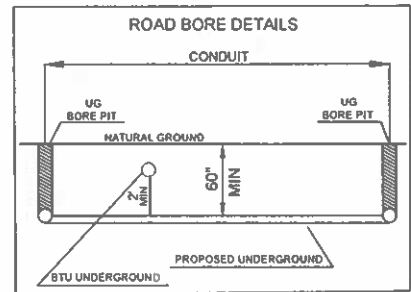 ROAD BORE DETAILS
CONDUIT
UG
BORE PIT
UG
BORE PIT
NATURAL GROUND
2'
MIN
60"
MIN
PROPOSED UNDERGROUND
BTU UNDERGROUND